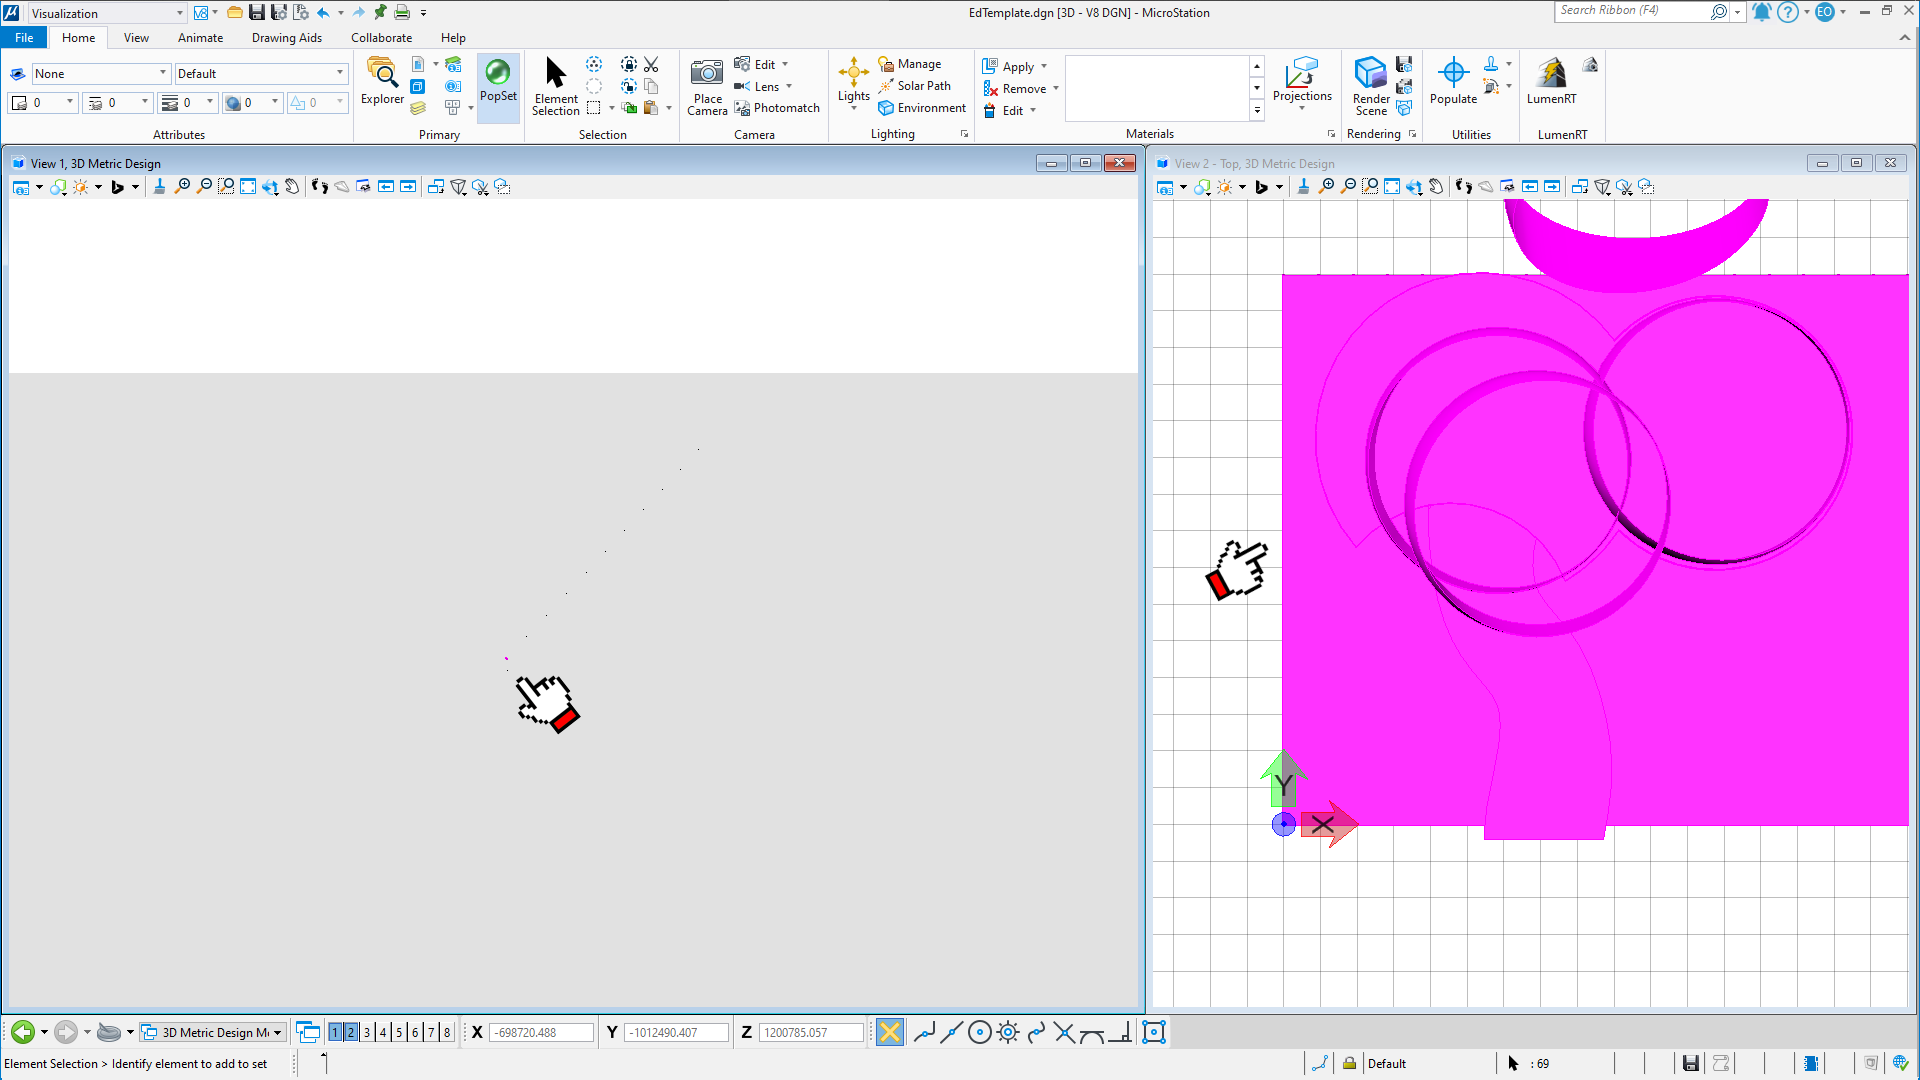 Visualization
EdTemplate.dgn [3D - V8 DGN] - MicroStation
Search Ribbon (F4)
EO
File Home View Animate Drawing Aids Collaborate Help
None
Default
0 0 0 0 0
Attributes
Explorer
PopSet
Primary
Element
Selection
Selection
Place
Camera
Edit
Lens
Photomatch
Camera
Lights
Manage
Solar Path
Environment
Lighting
Apply
Remove
Edit
Materials
Projections
Render
Scene
Rendering
Populate
Utilities
LumenRT
LumenRT
View 1, 3D Metric Design
View 2 - Top, 3D Metric Design
Y
X
3D Metric Design M
1 2 3 4 5 6 7 8
X -698720.488
Y -1012490.407
Z 1200785.057
Element Selection > Identify element to add to set
Default
: 69